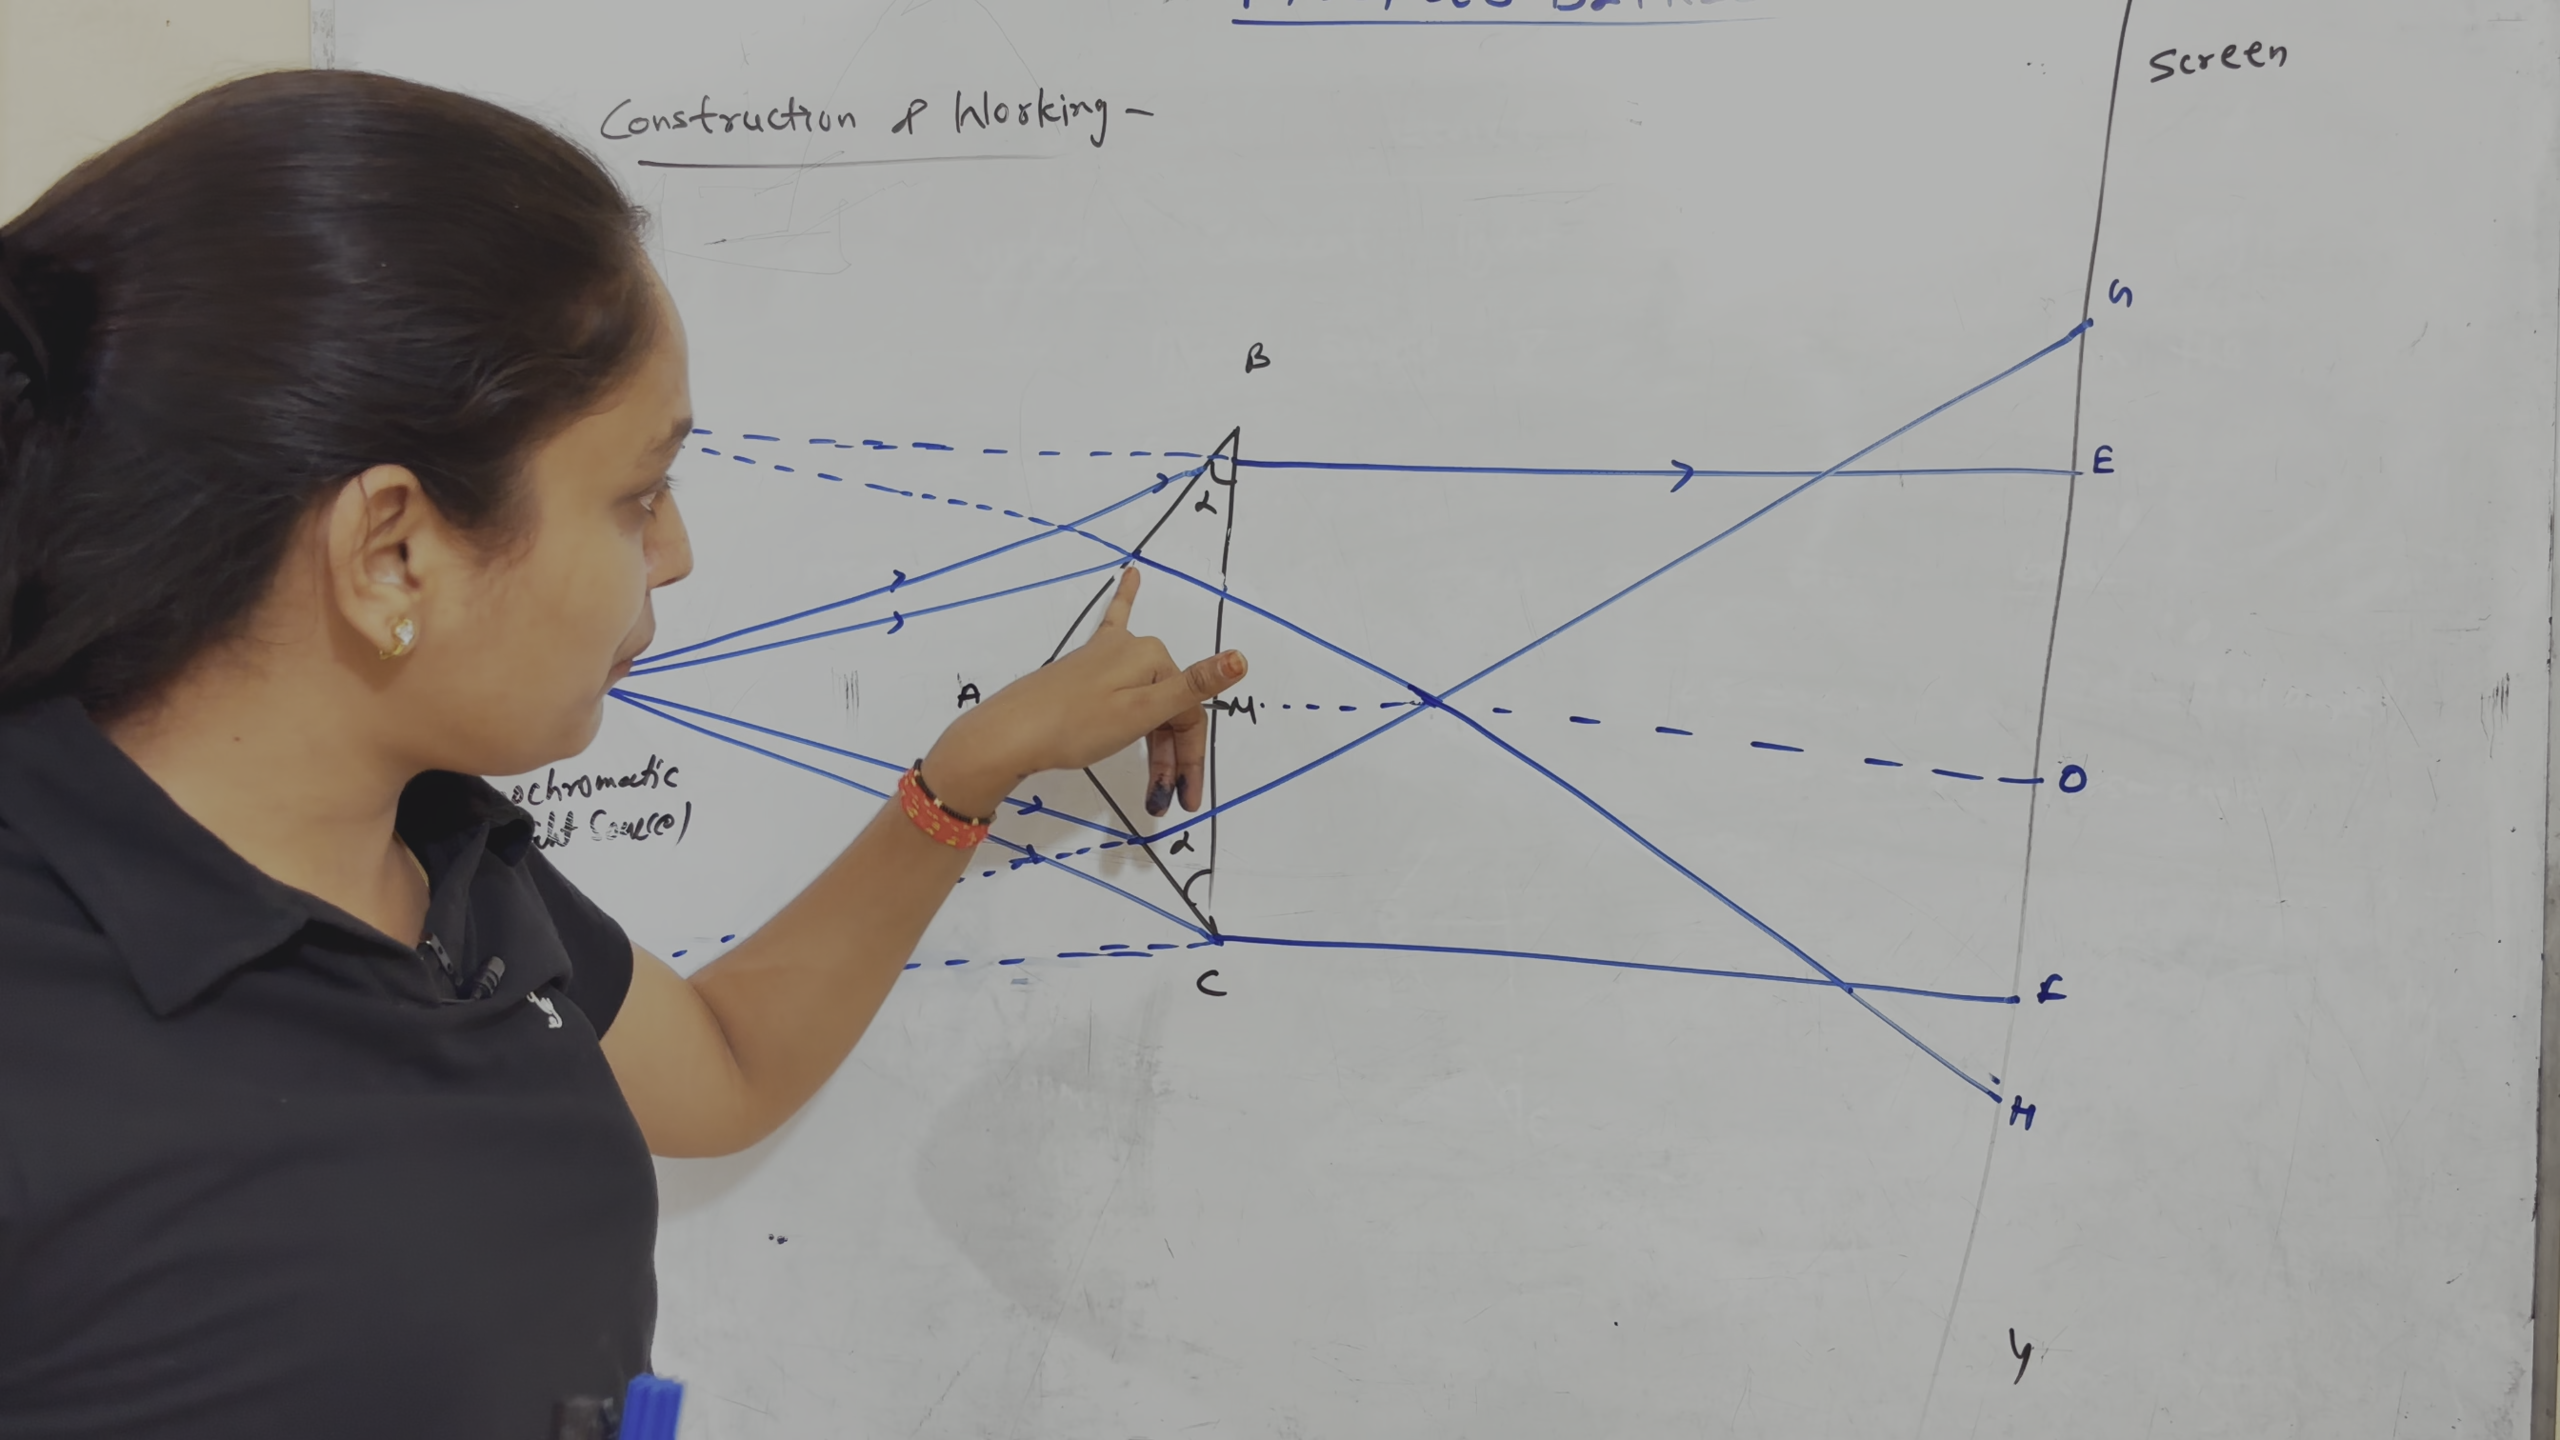 Construction & Working -
Screen
G
B
E
α
A
M
O
α
C
F
H
y